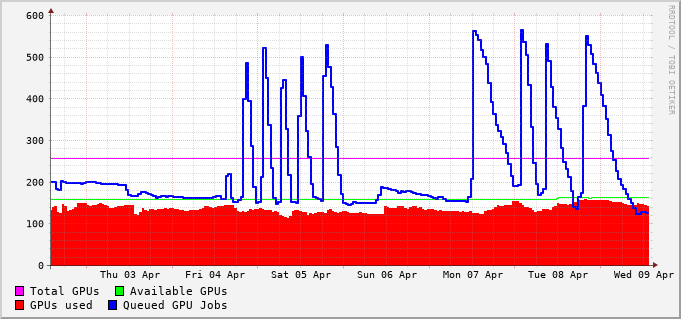 600
500
400
300
200
100
0
Thu 03 Apr Fri 04 Apr Sat 05 Apr Sun 06 Apr Mon 07 Apr Tue 08 Apr Wed 09 Apr
Total GPUs Available GPUs
GPUs used Queued GPU Jobs
RRDTOOL / TOBI OETIKER